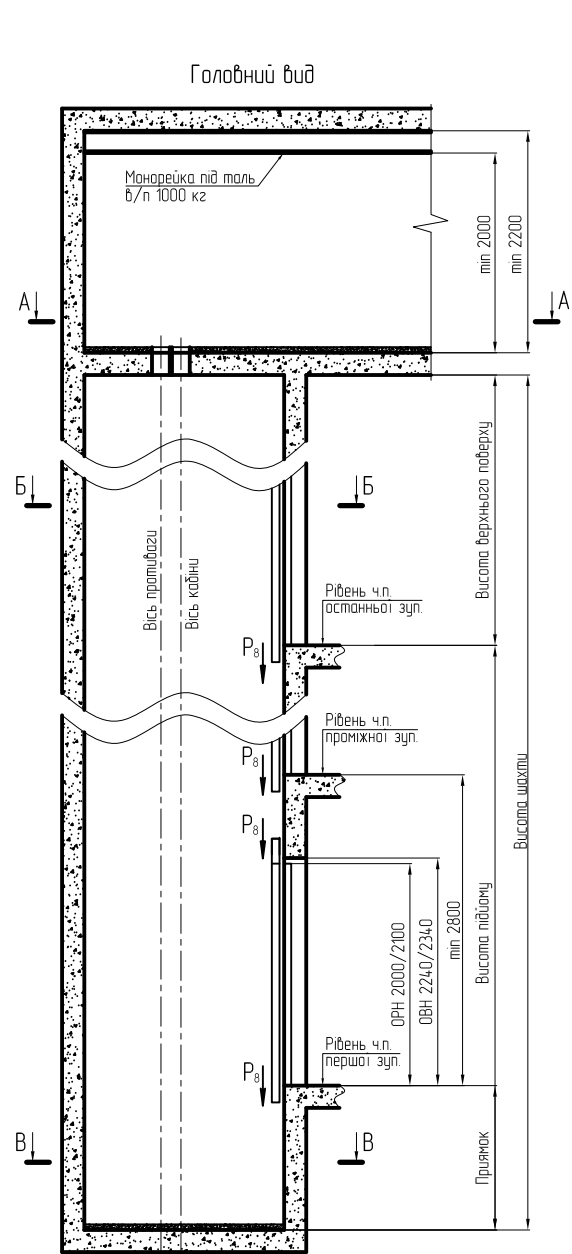 Головний вид
Монорейка під таль
в/п 1000 кг
min 2000
min 2200
А
А
Б
Б
Вісь противаги
Вісь кабіни
Висота верхнього поверху
Рівень ч.п.
останньої зуп.
P₈
Рівень ч.п.
проміжної зуп.
P₈
P₈
Висота шахти
Висота підйому
min 2800
ОВН 2240/2340
ОРН 2000/2100
Рівень ч.п.
першої зуп.
P₈
В
В
Приямок